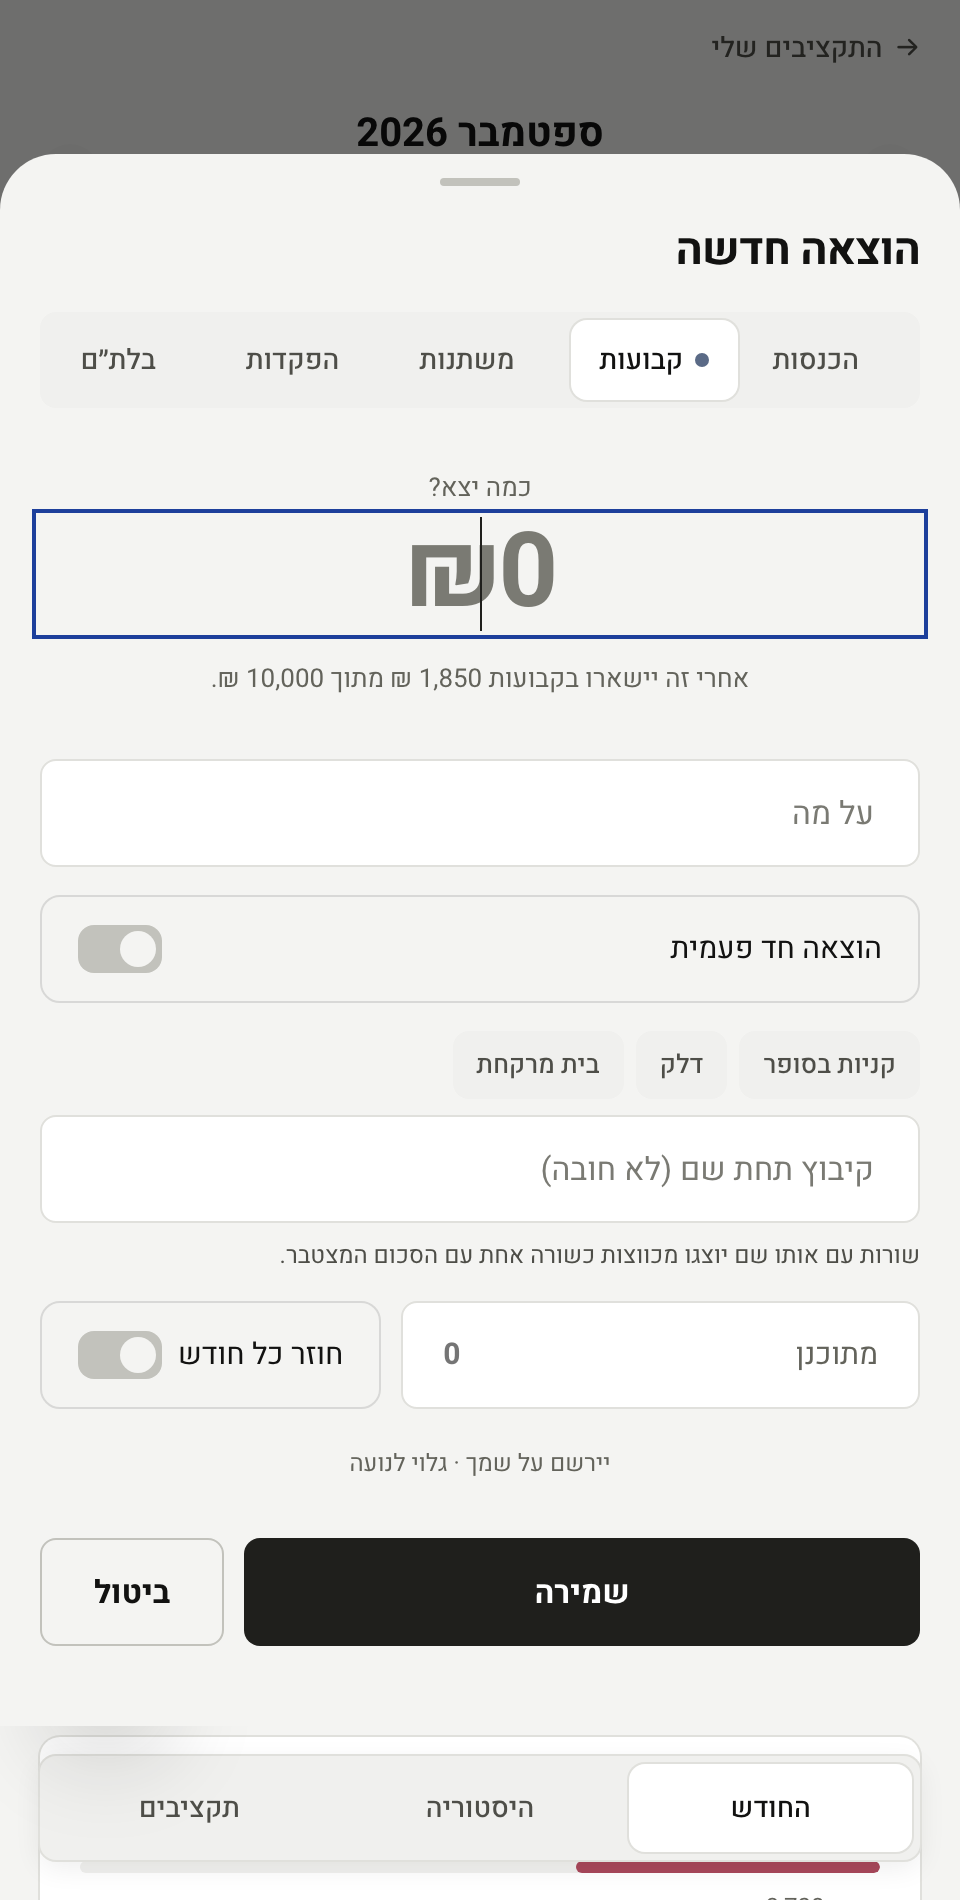 התקציבים שלי
ספטמבר 2026
הוצאה חדשה
הכנסות
קבועות
משתנות
הפקדות
בלת״ם
כמה יצא?
0₪
אחרי זה יישארו בקבועות 1,850 ₪ מתוך 10,000 ₪.
על מה
הוצאה חד פעמית
קניות בסופר
דלק
בית מרקחת
קיבוץ תחת שם (לא חובה)
שורות עם אותו שם יוצגו מכווצות כשורה אחת עם הסכום המצטבר.
מתוכנן 0
חוזר כל חודש
יירשם על שמך · גלוי לנועה
שמירה
ביטול
החודש
היסטוריה
תקציבים